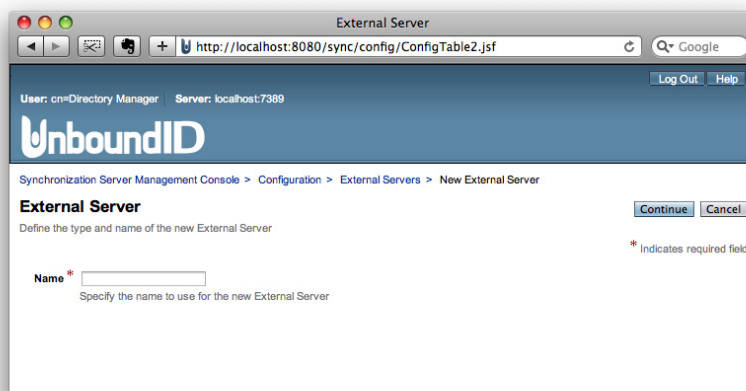 External Server
http://localhost:8080/sync/config/ConfigTable2.jsf
Google
Log Out Help
User: cn=Directory Manager Server: localhost:7389
UnboundID
Synchronization Server Management Console > Configuration > External Servers > New External Server
External Server
Continue Cancel
Define the type and name of the new External Server
* Indicates required field
Name *
Specify the name to use for the new External Server